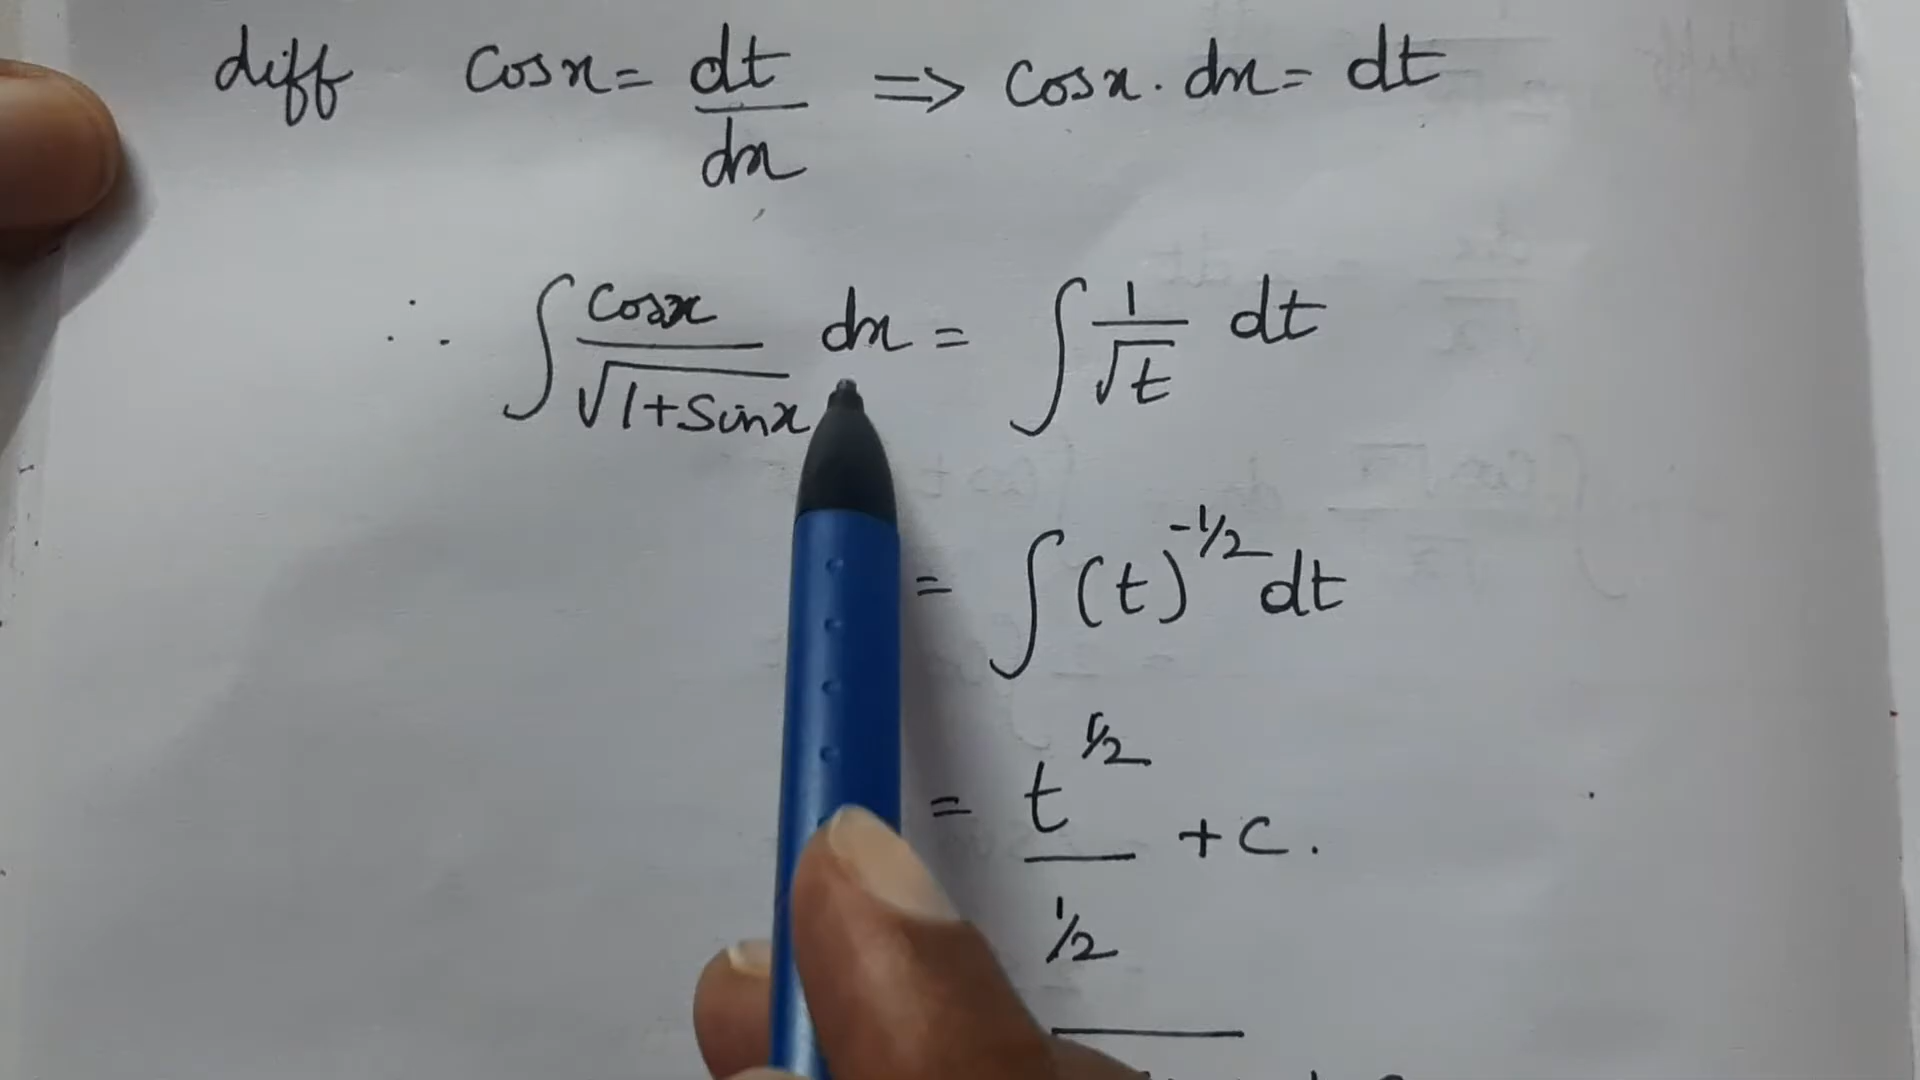 diff cosx = dt/dx => cosx. dx = dt
∴ ∫ cosx/√1+sinx dx = ∫ 1/√t dt
= ∫ (t)^-1/2 dt
= t^1/2 / 1/2 + c.